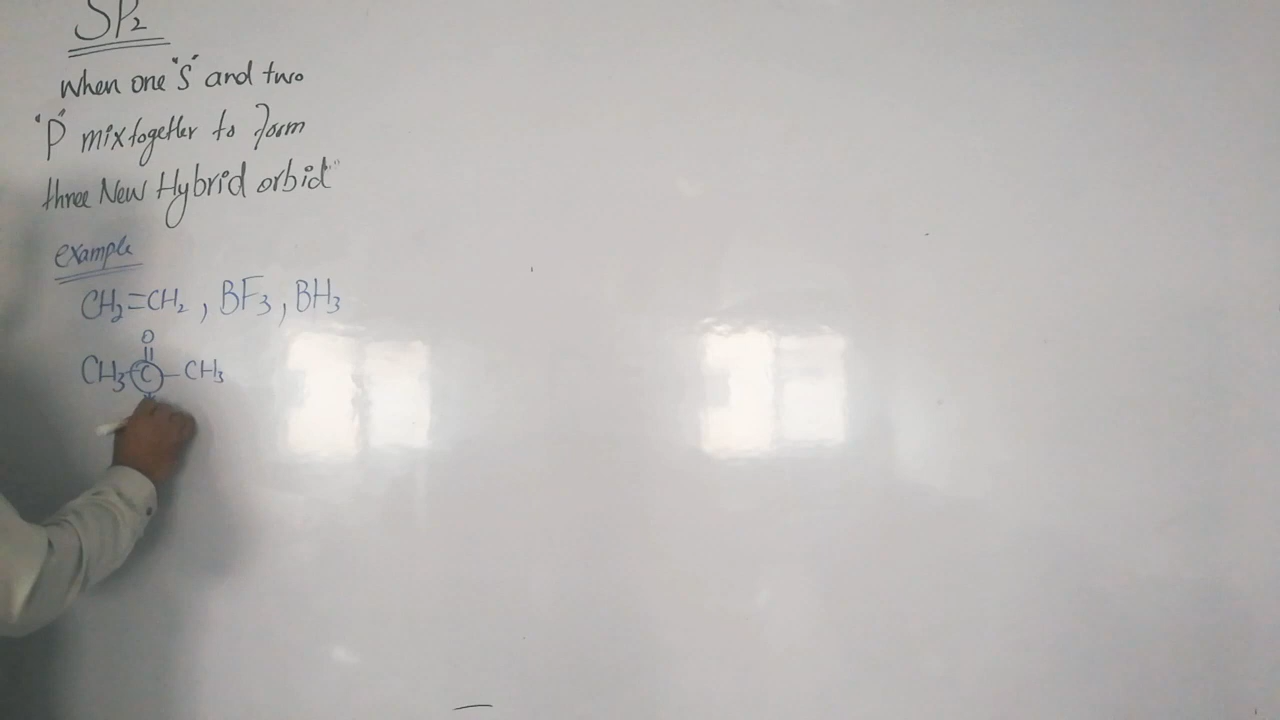 SP₂
When one "S" and two
"P" mix together to Form
three New Hybrid orbid"
example
CH₂=CH₂, BF₃, BH₃
O
CH₃-C-CH₃